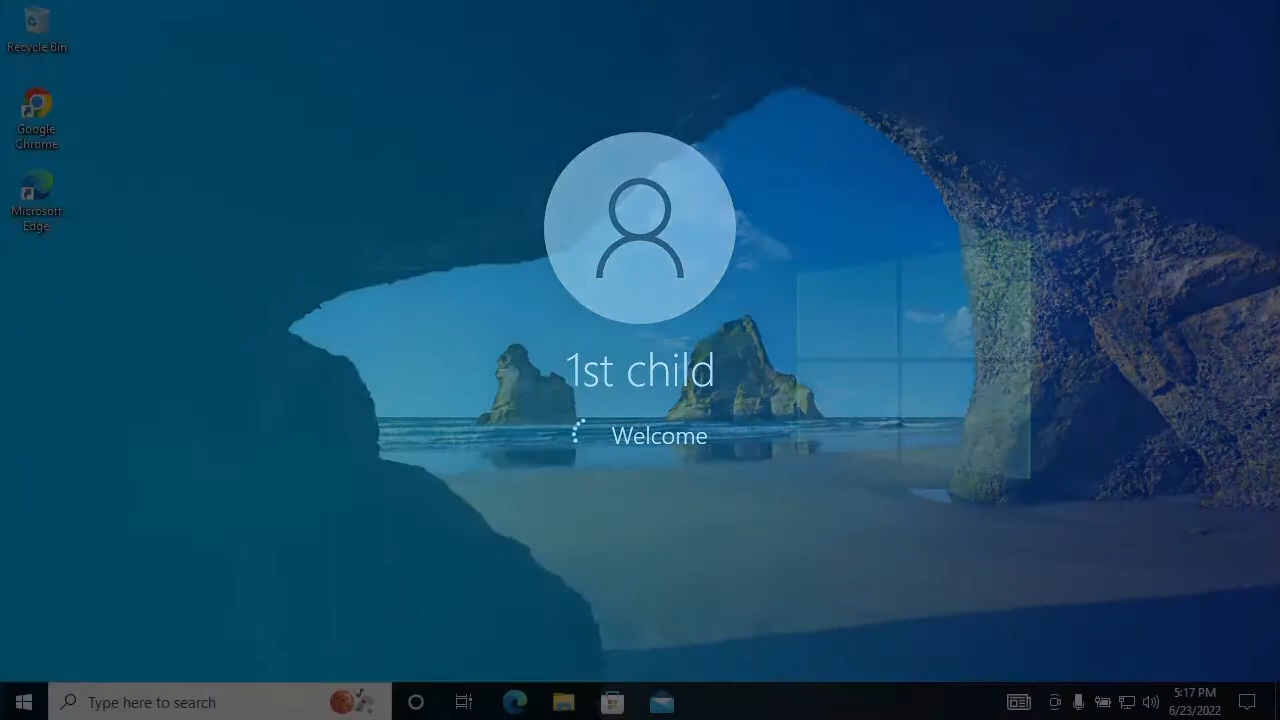 Recycle Bin
Google
Chrome
Microsoft
Edge
1st child
Welcome
Type here to search
5:17 PM
6/23/2022